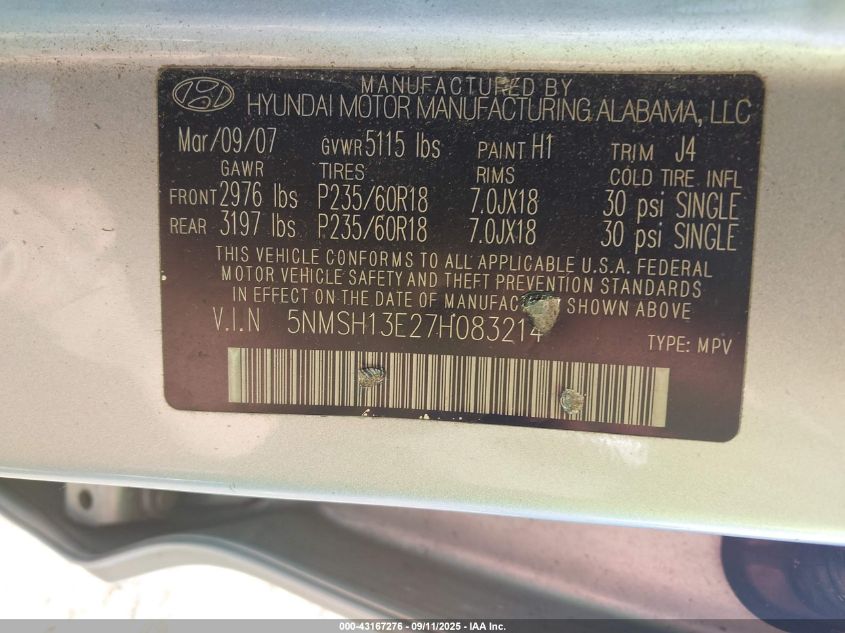 MANUFACTURED BY
HYUNDAI MOTOR MANUFACTURING ALABAMA, LLC
Mar/09/07 GVWR 5115 lbs PAINT H1 TRIM J4
GAWR TIRES RIMS COLD TIRE INFL
FRONT 2976 lbs P235/60R18 7.0JX18 30 psi SINGLE
REAR 3197 lbs P235/60R18 7.0JX18 30 psi SINGLE
THIS VEHICLE CONFORMS TO ALL APPLICABLE U.S.A. FEDERAL
MOTOR VEHICLE SAFETY AND THEFT PREVENTION STANDARDS
IN EFFECT ON THE DATE OF MANUFACTURE SHOWN ABOVE.
V.I.N 5NMSH13E27H083214 TYPE: MPV
000-43167276 - 09/11/2025 - IAA Inc.